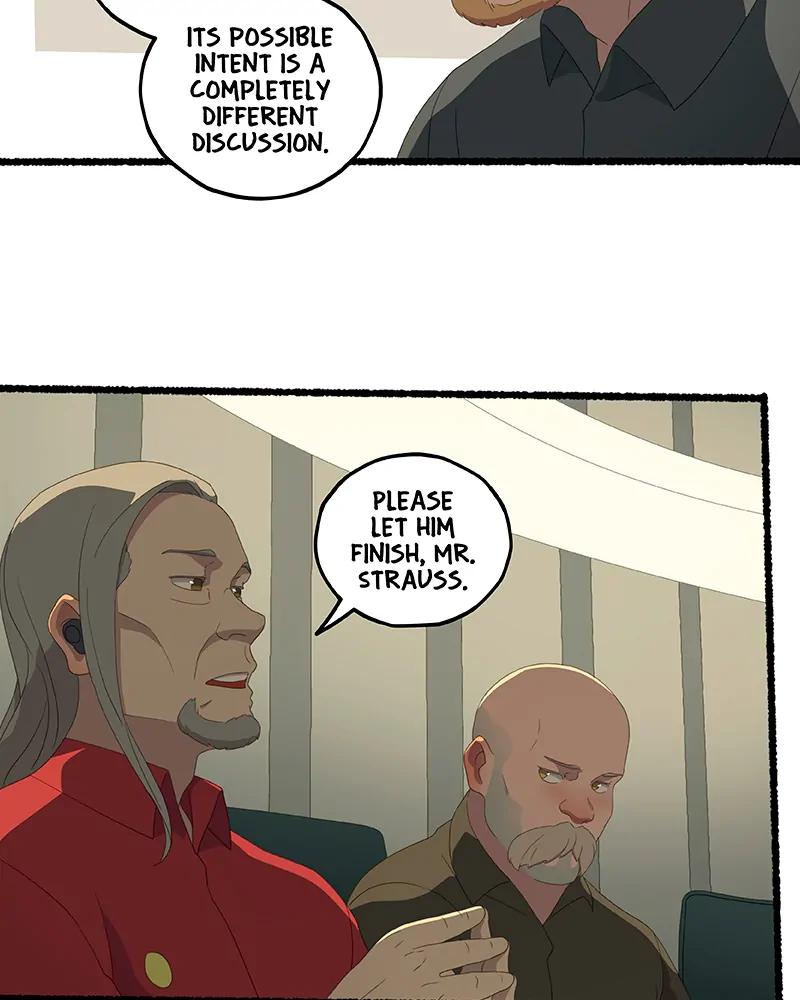 ITS POSSIBLE
INTENT IS A
COMPLETELY
DIFFERENT
DISCUSSION.
PLEASE
LET HIM
FINISH, MR.
STRAUSS.